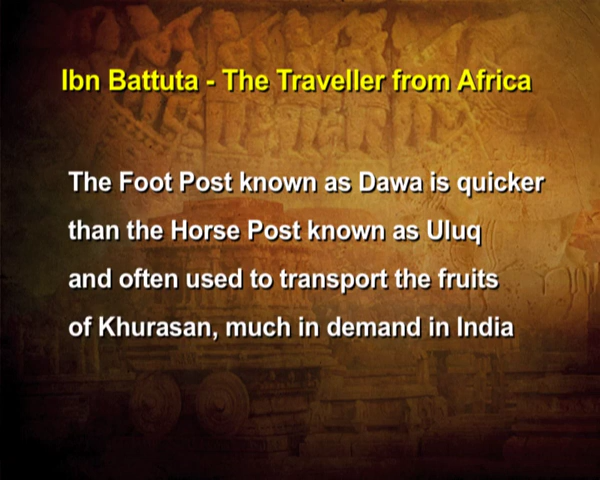 Ibn Battuta - The Traveller from Africa
The Foot Post known as Dawa is quicker
than the Horse Post known as Uluq
and often used to transport the fruits
of Khurasan, much in demand in India